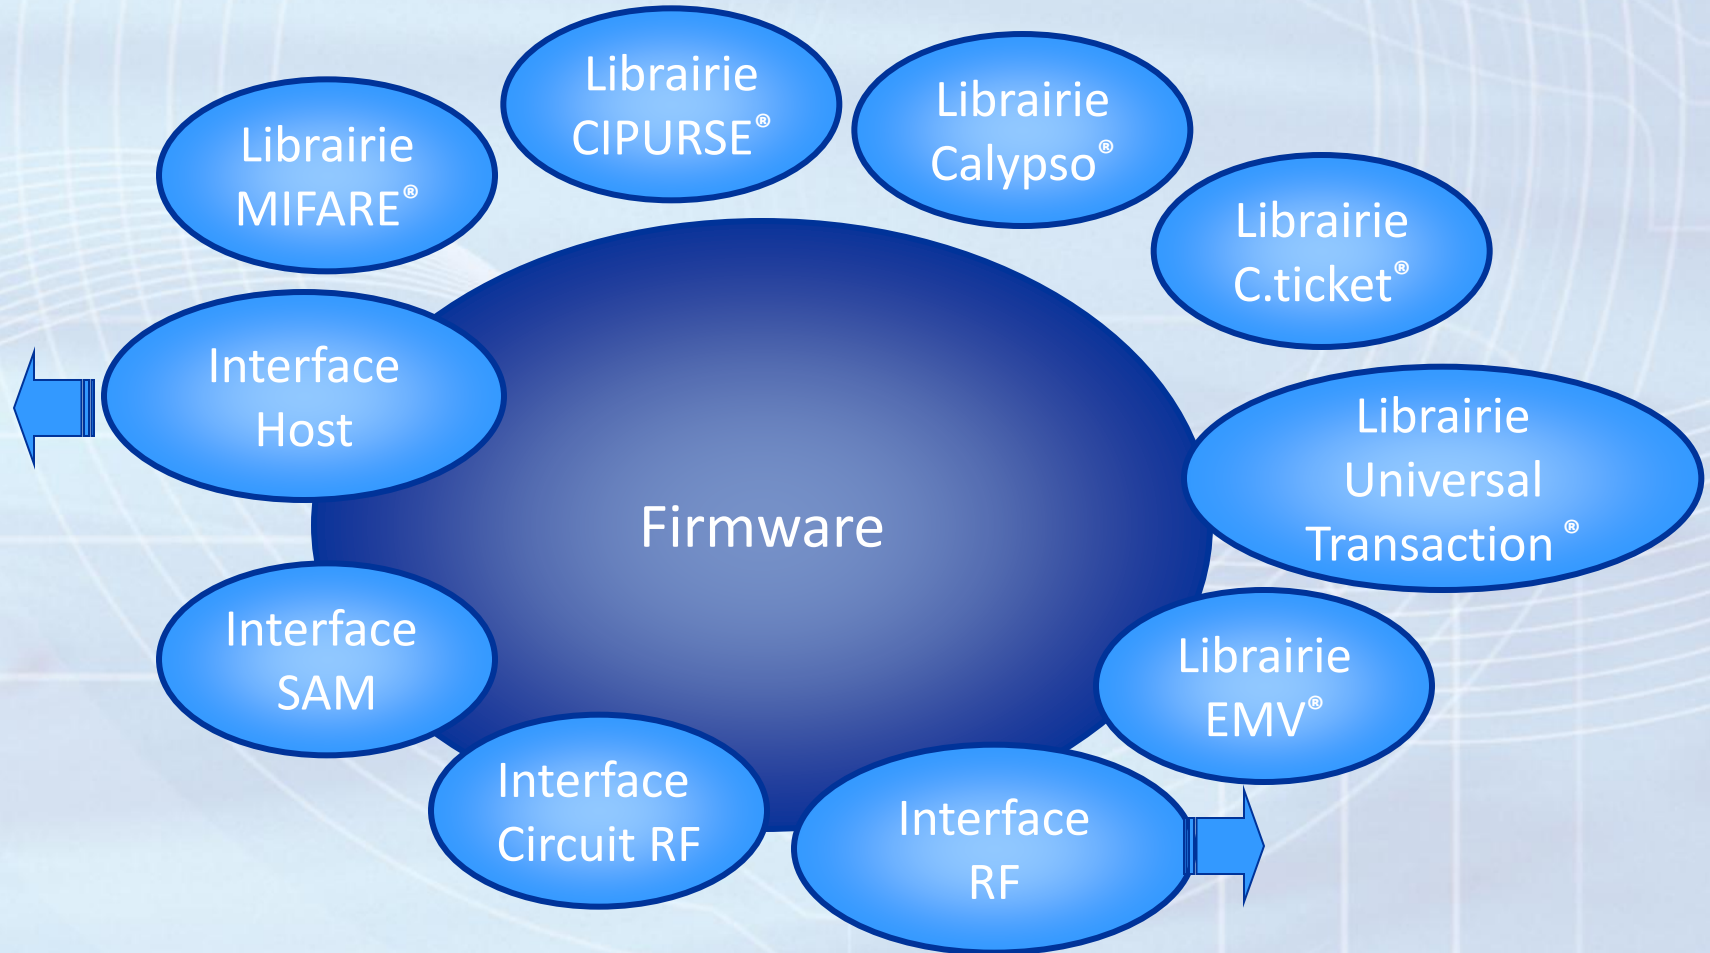 Librairie
CIPURSE®
Librairie
Calypso®
Librairie
MIFARE®
Librairie
C.ticket®
Interface
Host
Librairie
Universal
Transaction ®
Firmware
Interface
SAM
Librairie
EMV®
Interface
Circuit RF
Interface
RF